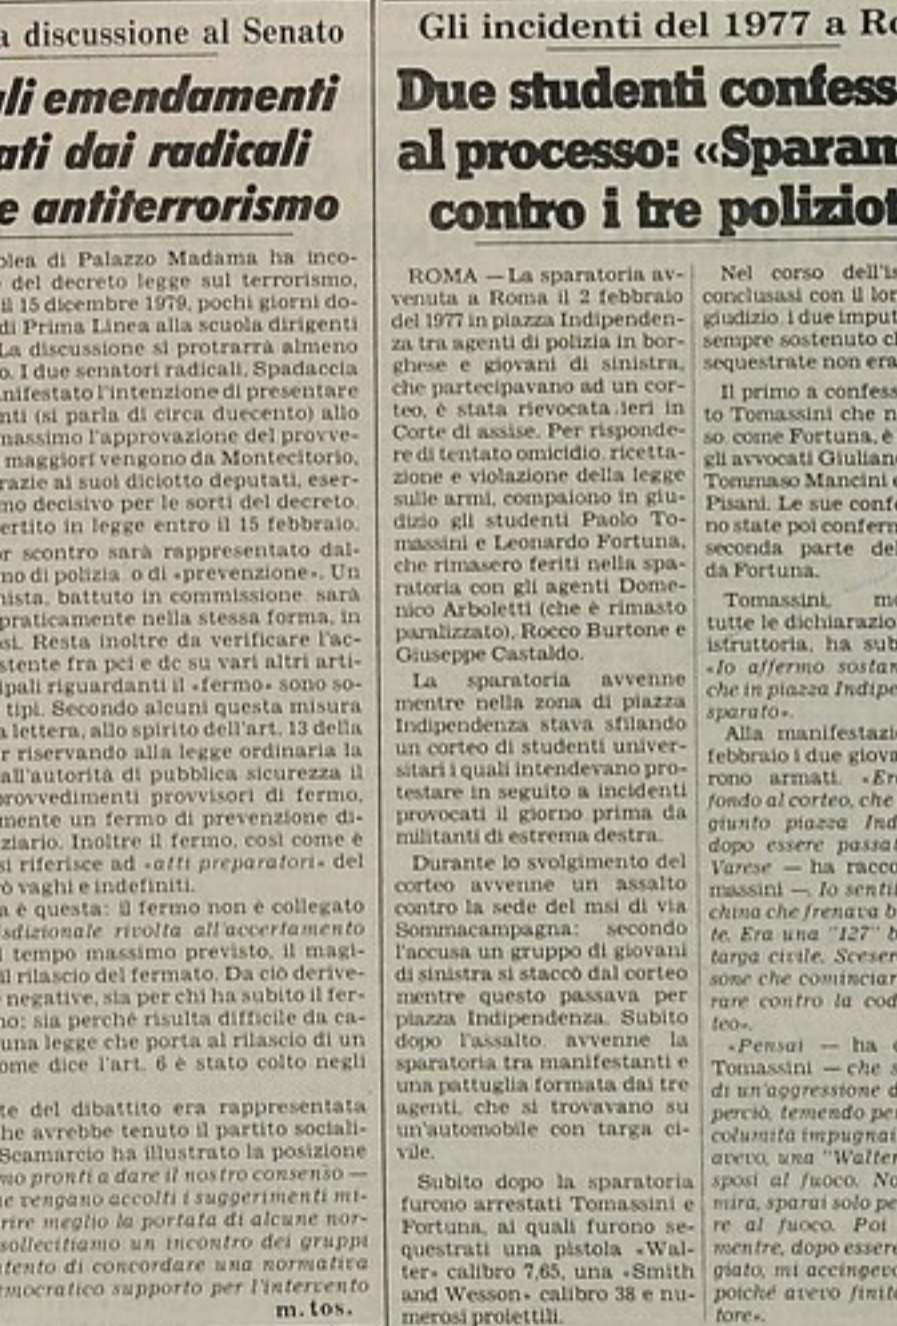 a discussione al Senato
li emendamenti
ati dai radicali
e antiterrorismo
blea di Palazzo Madama ha inco-
del decreto legge sul terrorismo,
il 15 dicembre 1979, pochi giorni do-
di Prima Linea alla scuola dirigenti
La discussione si protrarrà almeno
o. I due senatori radicali, Spadaccia
nifestato l'intenzione di presentare
nti (si parla di circa duecento) allo
massimo l'approvazione del provve-
maggiori vengono da Montecitorio,
razie ai suoi diciotto deputati, eser-
mo decisivo per le sorti del decreto.
ertito in legge entro il 15 febbraio.
or scontro sarà rappresentato dal-
mo di polizia o di «prevenzione». Un
nista, battuto in commissione, sarà
praticamente nella stessa forma, in
si. Resta inoltre da verificare l'ac-
stente fra pci e dc su vari altri arti-
ipali riguardanti il «fermo» sono so-
tipi. Secondo alcuni questa misura
a lettera, allo spirito dell'art. 13 della
r riservando alla legge ordinaria la
all'autorità di pubblica sicurezza il
provvedimenti provvisori di fermo,
mente un fermo di prevenzione di-
ziario. Inoltre il fermo, così come è
si riferisce ad «atti preparatori» del
ò vaghi e indefiniti.
a è questa: il fermo non è collegato
sdizionale rivolta all'accertamento
l tempo massimo previsto, il magi-
il rilascio del fermato. Da ciò derive-
negative, sia per chi ha subito il fer-
no; sia perché risulta difficile da ca-
una legge che porta al rilascio di un
ome dice l'art. 6 è stato colto negli
te del dibattito era rappresentata
he avrebbe tenuto il partito sociali-
Scamarcio ha illustrato la posizione
mo pronti a dare il nostro consenso —
ne vengano accolti i suggerimenti mi-
rire meglio la portata di alcune nor-
sollecitiamo un incontro dei gruppi
tento di concordare una normativa
emocratico supporto per l'intervento
m. tos.
Gli incidenti del 1977 a Ro
Due studenti confess
al processo: «Sparam
contro i tre poliziot
ROMA — La sparatoria av-
venuta a Roma il 2 febbraio
del 1977 in piazza Indipenden-
za tra agenti di polizia in bor-
ghese e giovani di sinistra,
che partecipavano ad un cor-
teo, è stata rievocata ieri in
Corte di assise. Per risponde-
re di tentato omicidio, ricetta-
zione e violazione della legge
sulle armi, compaiono in giu-
dizio gli studenti Paolo To-
massini e Leonardo Fortuna,
che rimasero feriti nella spa-
ratoria con gli agenti Dome-
nico Arboletti (che è rimasto
paralizzato), Rocco Burtone e
Giuseppe Castaldo.
La sparatoria avvenne
mentre nella zona di piazza
Indipendenza stava sfilando
un corteo di studenti univer-
sitari i quali intendevano pro-
testare in seguito a incidenti
provocati il giorno prima da
militanti di estrema destra.
Durante lo svolgimento del
corteo avvenne un assalto
contro la sede del msi di via
Sommacampagna: secondo
l'accusa un gruppo di giovani
di sinistra si staccò dal corteo
mentre questo passava per
piazza Indipendenza. Subito
dopo l'assalto, avvenne la
sparatoria tra manifestanti e
una pattuglia formata dai tre
agenti, che si trovavano su
un'automobile con targa ci-
vile.
Subito dopo la sparatoria
furono arrestati Tomassini e
Fortuna, ai quali furono se-
questrati una pistola «Wal-
ter» calibro 7,65, una «Smith
and Wesson» calibro 38 e nu-
merosi proiettili.
Nel corso dell'is
conclusasi con il lor
giudizio i due imput
sempre sostenuto ch
sequestrate non era
Il primo a confess
to Tomassini che n
so, come Fortuna, è
gli avvocati Giuliano
Tommaso Mancini e
Pisani. Le sue confe
no state poi conferm
seconda parte del
da Fortuna.
Tomassini, mo
tutte le dichiarazio
istruttoria, ha sub
«Io affermo sostan
che in piazza Indipe
sparato».
Alla manifestazio
febbraio i due giova
rono armati. «Er
fondo al corteo, che
giunto piazza Ind
dopo essere passat
Varese — ha racco
massini — Io senti
china che frenava b
te. Era una "127" b
targa civile. Scesero
sone che cominciar
rare contro la cod
teo».
«Pensai — ha
Tomassini — che s
di un'aggressione d
perciò, temendo pe
columità impugnai
avevo, una "Walter
sposi al fuoco. No
mira, sparai solo pe
re al fuoco. Poi
mentre, dopo essere
giato, mi accingevo
poiché avevo finit
tore».